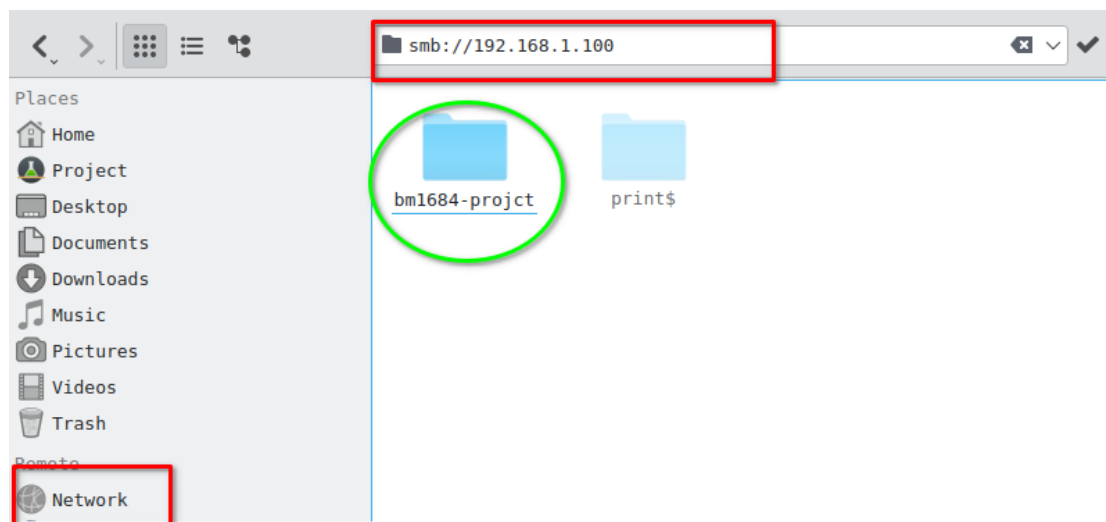 smb://192.168.1.100
Places
Home
Project
Desktop
Documents
Downloads
Music
Pictures
Videos
Trash
Remote
Network
bm1684-projct
print$